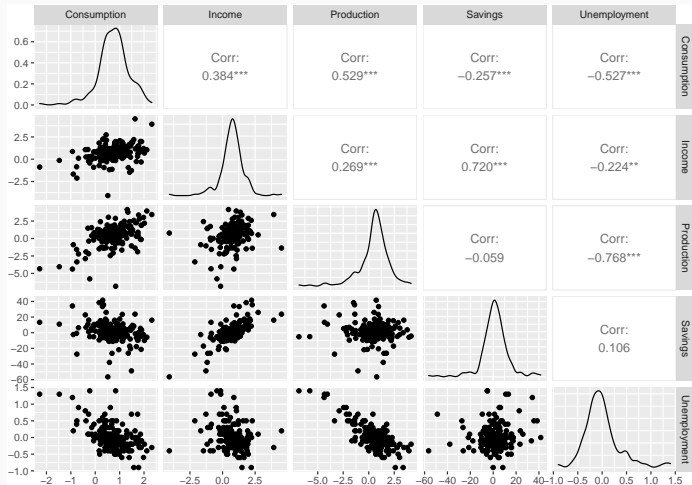 Consumption Income Production Savings Unemployment
0.6
0.4
0.2
0.0
Corr:
0.384***
Corr:
0.529***
Corr:
−0.257***
Corr:
−0.527***
Consumption
2.5
0.0
−2.5
Corr:
0.269***
Corr:
0.720***
Corr:
−0.224**
Income
2.5
0.0
−2.5
−5.0
Corr:
−0.059
Corr:
−0.768***
Production
40
20
0
−20
−40
−60
Corr:
0.106
Savings
1.5
1.0
0.5
0.0
−0.5
−1.0
Unemployment
−2 −1 0 1 2 −2.5 0.0 2.5 −5.0 −2.5 0.0 2.5 −60 −40 −20 0 20 40 −1.0 −0.5 0.0 0.5 1.0 1.5